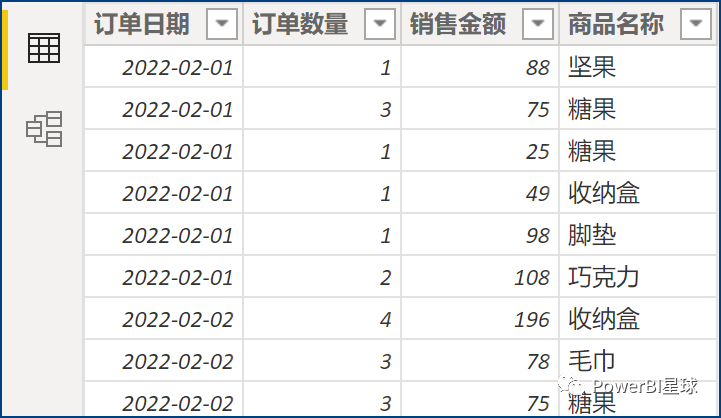 订单日期 订单数量 销售金额 商品名称
2022-02-01 1 88 坚果
2022-02-01 3 75 糖果
2022-02-01 1 25 糖果
2022-02-01 1 49 收纳盒
2022-02-01 1 98 脚垫
2022-02-01 2 108 巧克力
2022-02-02 4 196 收纳盒
2022-02-02 3 78 毛巾
2022-02-02 3 75 糖果
PowerBI星球